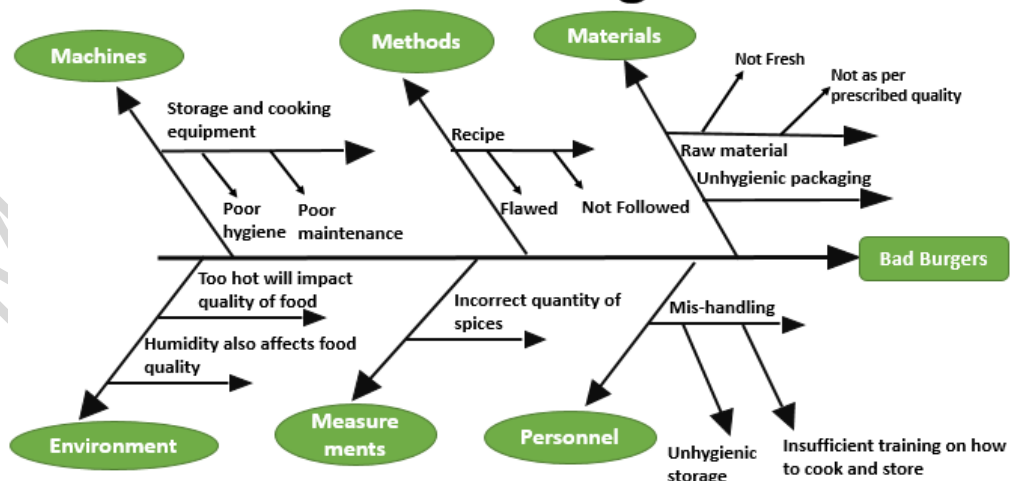 Machines
Methods
Materials
Storage and cooking
equipment
Poor
hygiene
Poor
maintenance
Recipe
Flawed
Not Followed
Not Fresh
Not as per
prescribed quality
Raw material
Unhygienic packaging
Bad Burgers
Too hot will impact
quality of food
Humidity also affects food
quality
Environment
Incorrect quantity of
spices
Measure
ments
Mis-handling
Unhygienic
storage
Insufficient training on how
to cook and store
Personnel